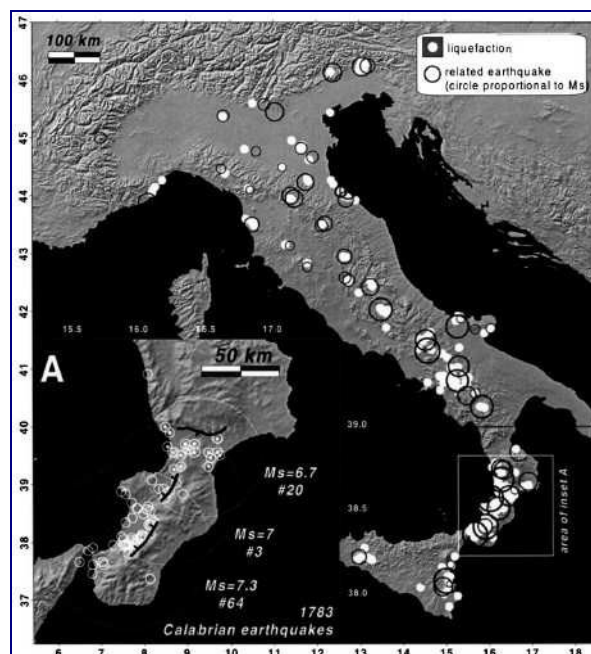 100 km
liquefaction
related earthquake
(circle proportional to Ms)
46
45
44
43
42
41
40
39
38
37
15.5 16.0 16.5 17.0
A
50 km
39.0
38.5
38.0
Ms=6.7
#20
Ms=7
#3
Ms=7.3
#64
1783
Calabrian earthquakes
area of inset A
6 7 8 9 10 11 12 13 14 15 16 17 18